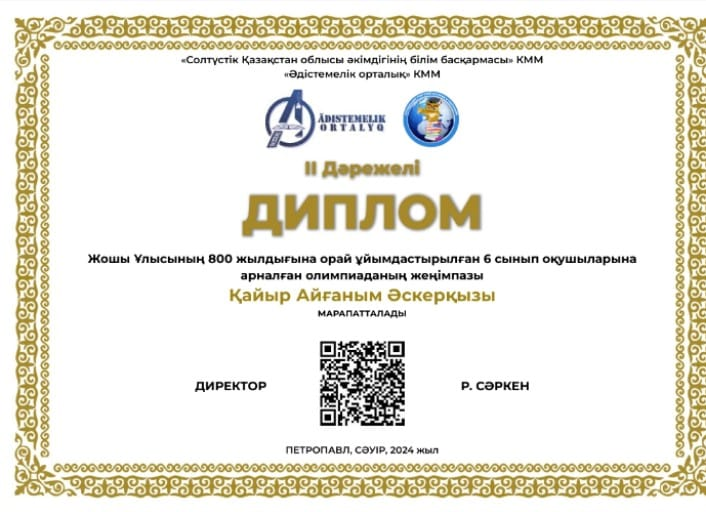 «Солтүстік Қазақстан облысы әкімдігінің білім басқармасы» КММ
«Әдістемелік орталық» КММ
ÁDISTEMELIK
ORTALYQ
II Дәрежелі
ДИПЛОМ
Жошы Ұлысының 800 жылдығына орай ұйымдастырылған 6 сынып оқушыларына
арналған олимпиаданың жеңімпазы
Қайыр Айғаным Әскерқызы
МАРАПАТТАЛАДЫ
ДИРЕКТОР
Р. СӘРКЕН
ПЕТРОПАВЛ, СӘУІР, 2024 жыл